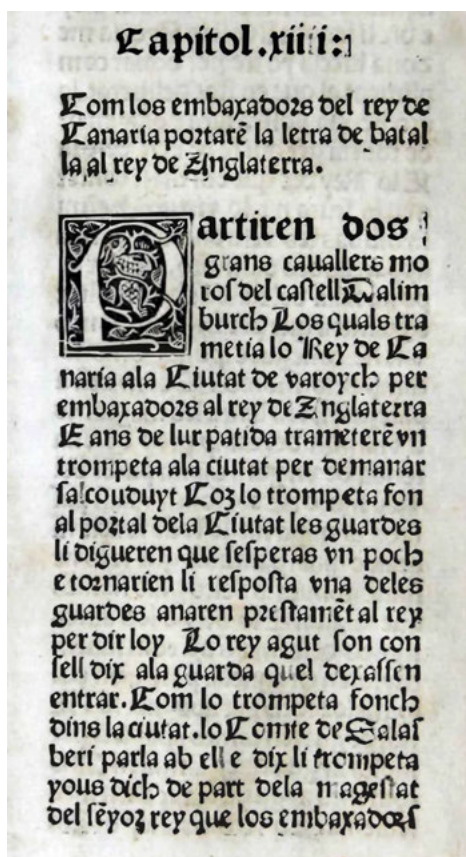 Capitol.xiiii:
Com los embaxadors del rey de
Canaria portarē la letra de batal
la,al rey de Anglaterra.
Partiren dos
grans cauallers mo
ros del castell Dalim
burch Los quals tra
metia lo Rey de Ca
naria ala Ciutat de varoych per
embaxadors al rey de Anglaterra
E ans de lur patida trameterē vn
trompeta ala ciutat per demanar
salcouduyt Com lo trompeta fon
al portal dela Ciutat les guardes
li digueren que sesperas vn poch
e tornarien li resposta vna deles
guardes anaren prestamēt al rey
per dir loy Lo rey agut son con
sell dix ala guarda quel dexassen
entrar.Com lo trompeta fonch
dins la ciutat.lo Comte de Salas
beri parla ab ell e dix li trompeta
yous dich de part dela magestat
del sēyor rey que los embaxadors